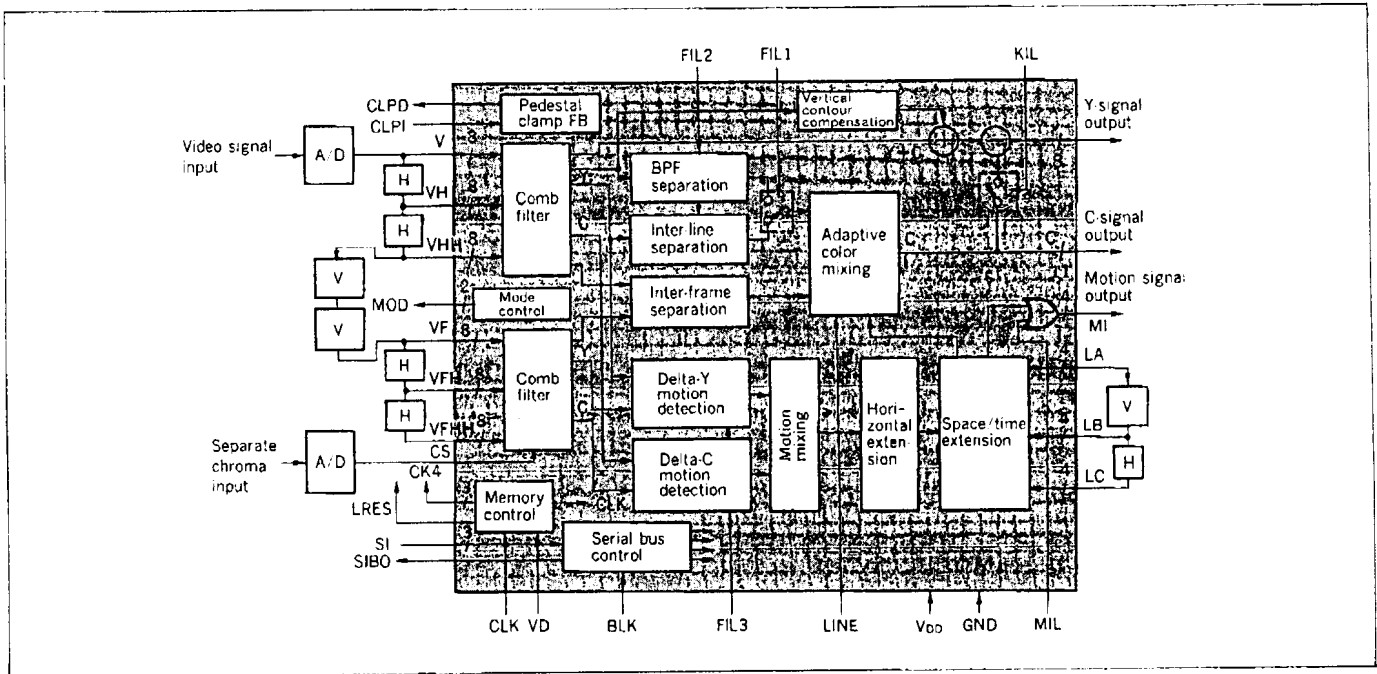 FIL2
FIL1
KIL
CLPD
CLPI
Pedestal
clamp FB
Vertical
contour
compensation
Y-signal
output
Video signal
input
A/D
V
8
H
VH
8
H
VHH
8
Comb
filter
Y
C
BPF
separation
Inter-line
separation
Inter-frame
separation
Adaptive
color
mixing
Y+C
8
C
C
C-signal
output
V
V
MOD
2
Mode
control
Motion signal
output
4
MI
VF
8
H
VFH
8
H
VFHH
8
Comb
filter
Y
C
Delta-Y
motion
detection
Delta-C
motion
detection
Motion mixing
Hori-
zontal
exten-
sion
Space/time
extension
LA
V
LB
H
LC
Separate
chroma
input
A/D
CS
CK4
LRES
3
Memory
control
CLK
SI
3
SIBO
Serial bus
control
CLK
VD
BLK
FIL3
LINE
VDD
GND
MIL